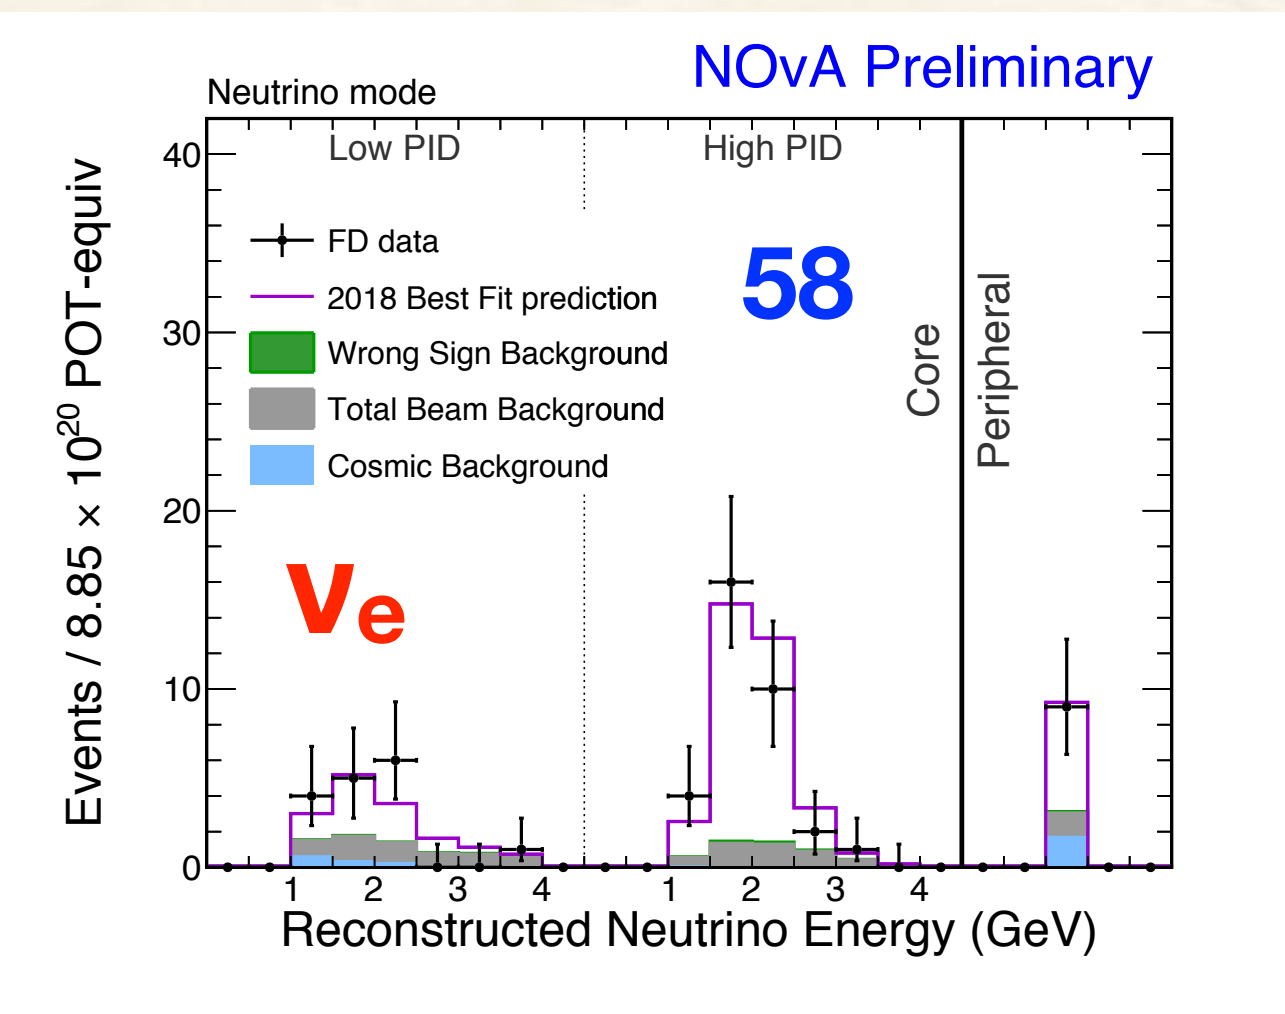 NOvA Preliminary
Neutrino mode
Low PID
High PID
Events / 8.85 × 10²⁰ POT-equiv
40
30
20
10
0
FD data
2018 Best Fit prediction
Wrong Sign Background
Total Beam Background
Cosmic Background
58
Core
Peripheral
νe
1 2 3 4 1 2 3 4
Reconstructed Neutrino Energy (GeV)